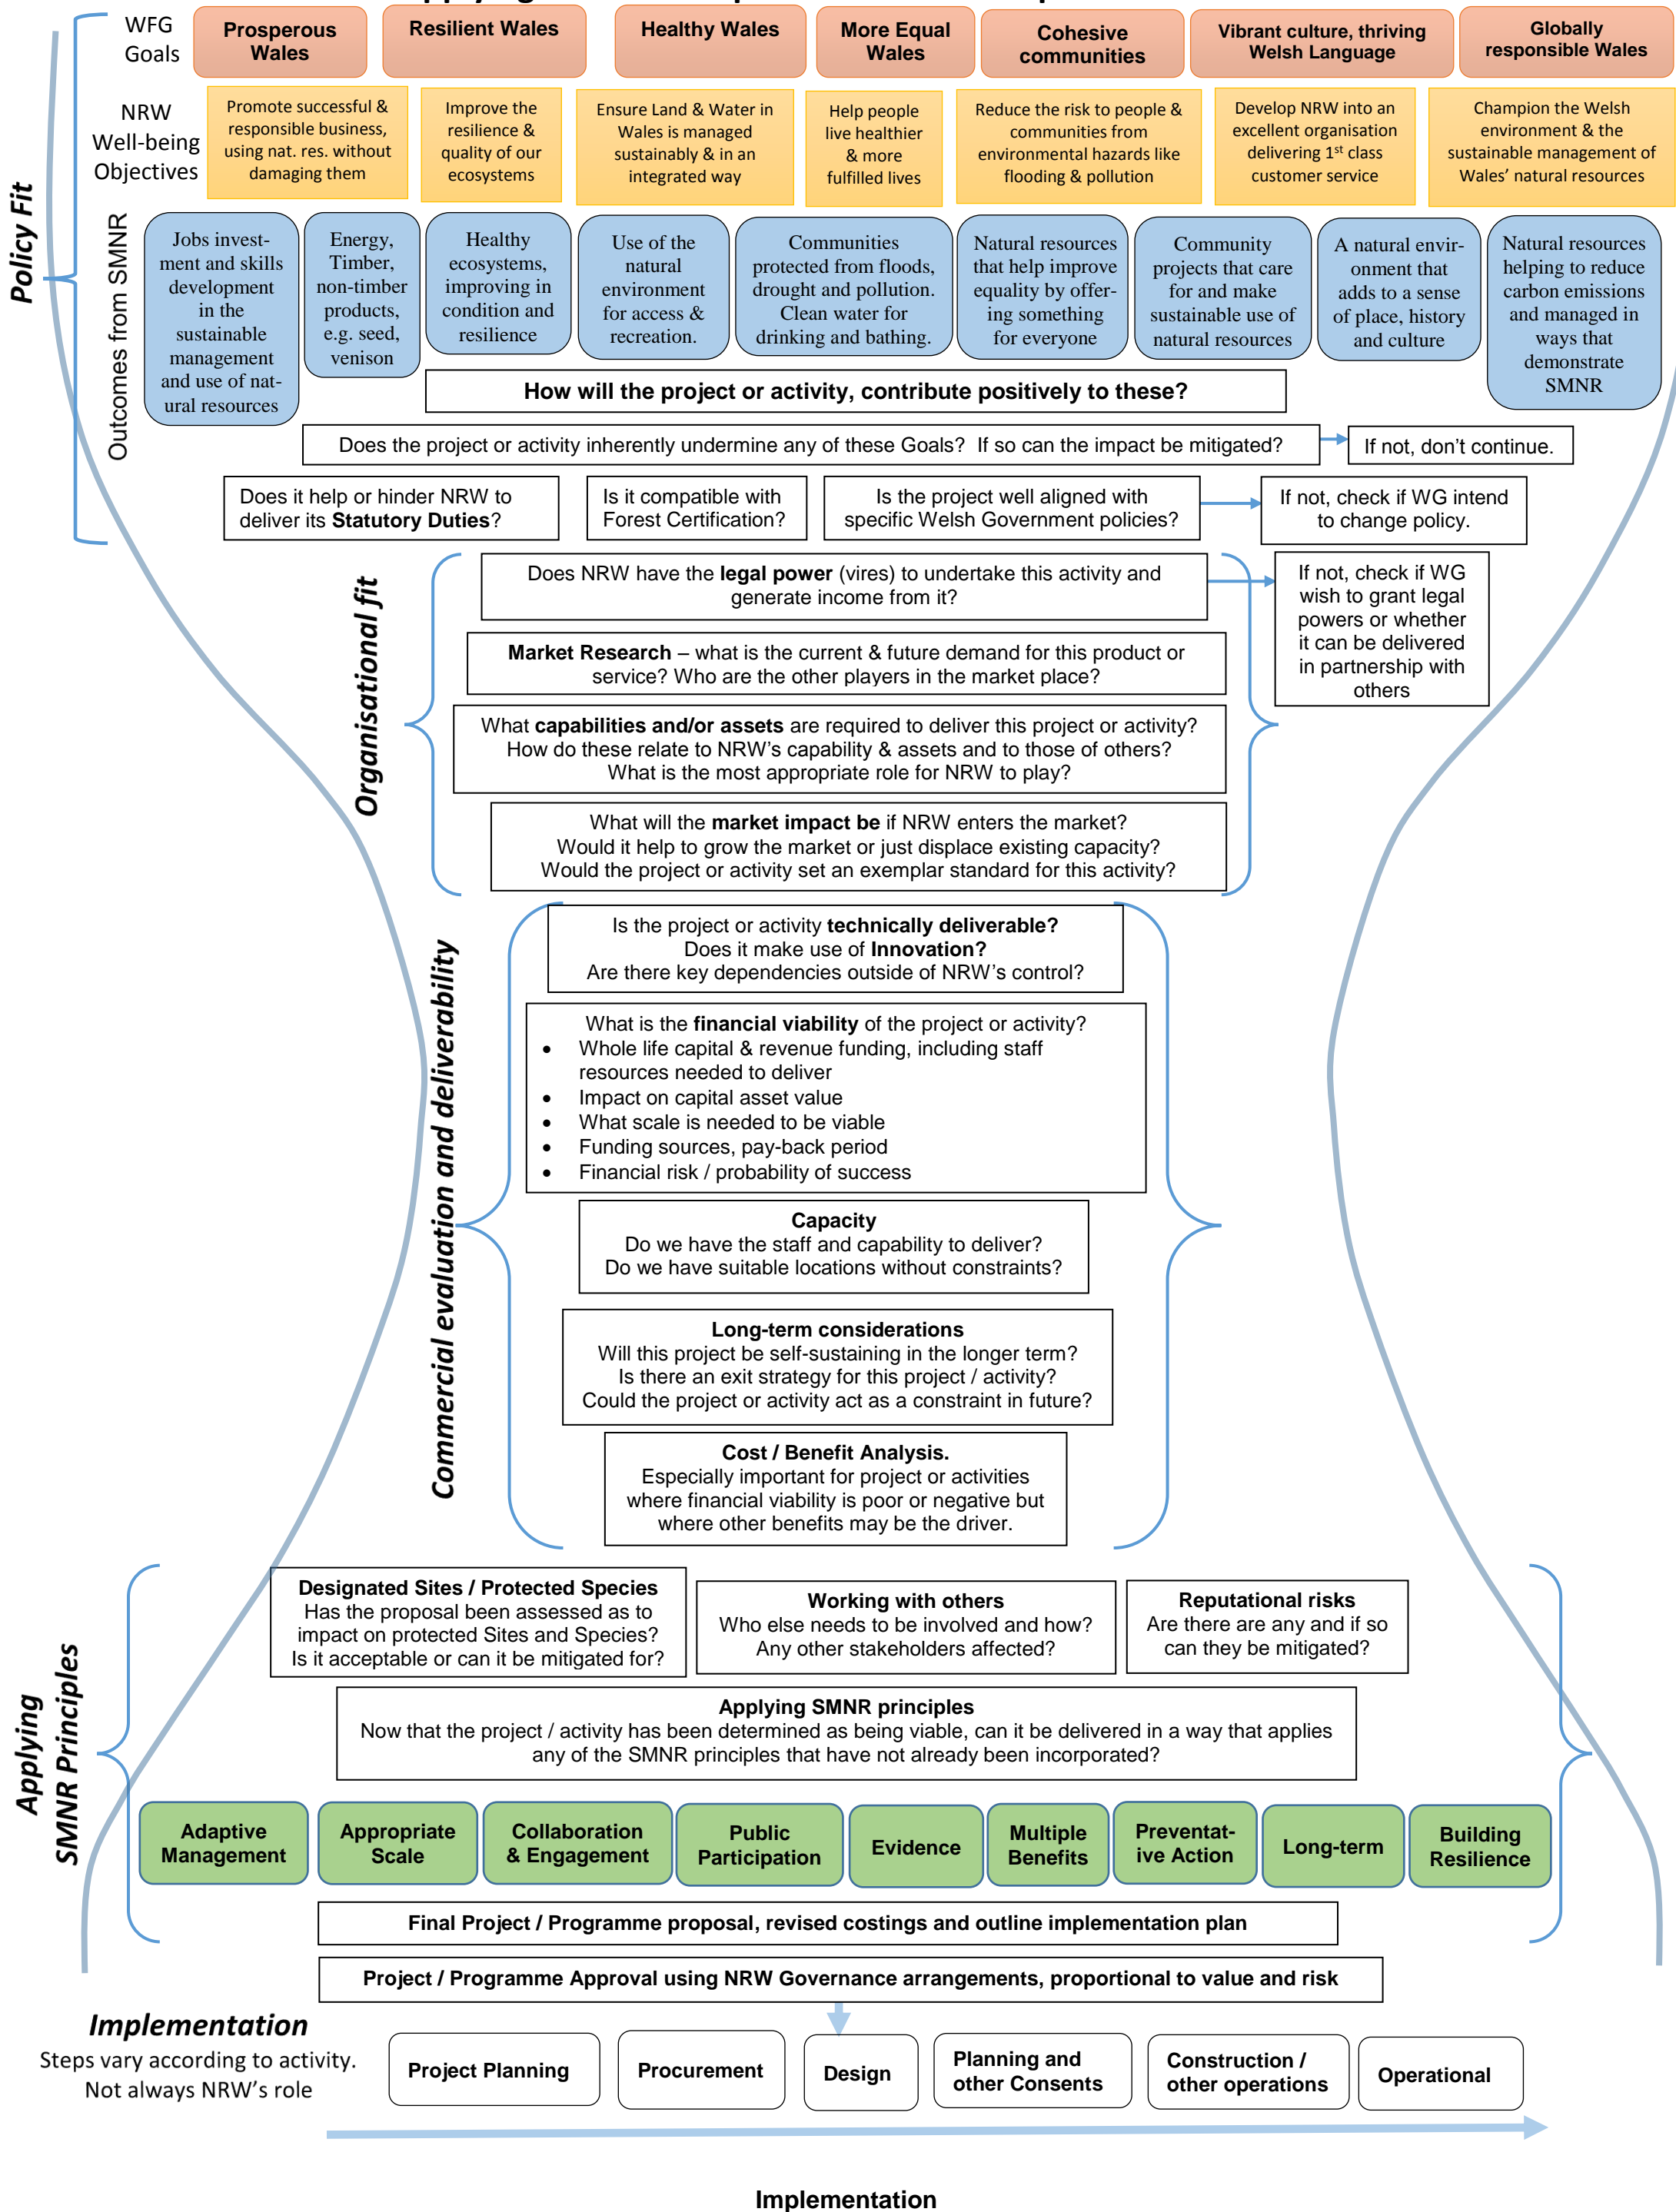 WFG
Goals
Prosperous
Wales
Resilient Wales
Healthy Wales
More Equal
Wales
Cohesive
communities
Vibrant culture, thriving
Welsh Language
Globally
responsible Wales
NRW
Well-being
Objectives
Promote successful &
responsible business,
using nat. res. without
damaging them
Improve the
resilience &
quality of our
ecosystems
Ensure Land & Water in
Wales is managed
sustainably & in an
integrated way
Help people
live healthier
& more
fulfilled lives
Reduce the risk to people &
communities from
environmental hazards like
flooding & pollution
Develop NRW into an
excellent organisation
delivering 1st class
customer service
Champion the Welsh
environment & the
sustainable management of
Wales' natural resources
Policy Fit
Outcomes from SMNR
Jobs invest-
ment and skills
development
in the
sustainable
management
and use of nat-
ural resources
Energy,
Timber,
non-timber
products,
e.g. seed,
venison
Healthy
ecosystems,
improving in
condition and
resilience
Use of the
natural
environment
for access &
recreation.
Communities
protected from floods,
drought and pollution.
Clean water for
drinking and bathing.
Natural resources
that help improve
equality by offer-
ing something
for everyone
Community
projects that care
for and make
sustainable use of
natural resources
A natural envir-
onment that
adds to a sense
of place, history
and culture
Natural resources
helping to reduce
carbon emissions
and managed in
ways that
demonstrate
SMNR
How will the project or activity, contribute positively to these?
Does the project or activity inherently undermine any of these Goals? If so can the impact be mitigated?
If not, don't continue.
Does it help or hinder NRW to
deliver its Statutory Duties?
Is it compatible with
Forest Certification?
Is the project well aligned with
specific Welsh Government policies?
If not, check if WG intend
to change policy.
Organisational fit
Does NRW have the legal power (vires) to undertake this activity and
generate income from it?
If not, check if WG
wish to grant legal
powers or whether
it can be delivered
in partnership with
others
Market Research – what is the current & future demand for this product or
service? Who are the other players in the market place?
What capabilities and/or assets are required to deliver this project or activity?
How do these relate to NRW's capability & assets and to those of others?
What is the most appropriate role for NRW to play?
What will the market impact be if NRW enters the market?
Would it help to grow the market or just displace existing capacity?
Would the project or activity set an exemplar standard for this activity?
Commercial evaluation and deliverability
Is the project or activity technically deliverable?
Does it make use of Innovation?
Are there key dependencies outside of NRW's control?
What is the financial viability of the project or activity?
• Whole life capital & revenue funding, including staff
resources needed to deliver
• Impact on capital asset value
• What scale is needed to be viable
• Funding sources, pay-back period
• Financial risk / probability of success
Capacity
Do we have the staff and capability to deliver?
Do we have suitable locations without constraints?
Long-term considerations
Will this project be self-sustaining in the longer term?
Is there an exit strategy for this project / activity?
Could the project or activity act as a constraint in future?
Cost / Benefit Analysis.
Especially important for project or activities
where financial viability is poor or negative but
where other benefits may be the driver.
Applying
SMNR Principles
Designated Sites / Protected Species
Has the proposal been assessed as to
impact on protected Sites and Species?
Is it acceptable or can it be mitigated for?
Working with others
Who else needs to be involved and how?
Any other stakeholders affected?
Reputational risks
Are there are any and if so
can they be mitigated?
Applying SMNR principles
Now that the project / activity has been determined as being viable, can it be delivered in a way that applies
any of the SMNR principles that have not already been incorporated?
Adaptive
Management
Appropriate
Scale
Collaboration
& Engagement
Public
Participation
Evidence
Multiple
Benefits
Preventat-
ive Action
Long-term
Building
Resilience
Final Project / Programme proposal, revised costings and outline implementation plan
Project / Programme Approval using NRW Governance arrangements, proportional to value and risk
Implementation
Steps vary according to activity.
Not always NRW's role
Project Planning
Procurement
Design
Planning and
other Consents
Construction /
other operations
Operational
Implementation